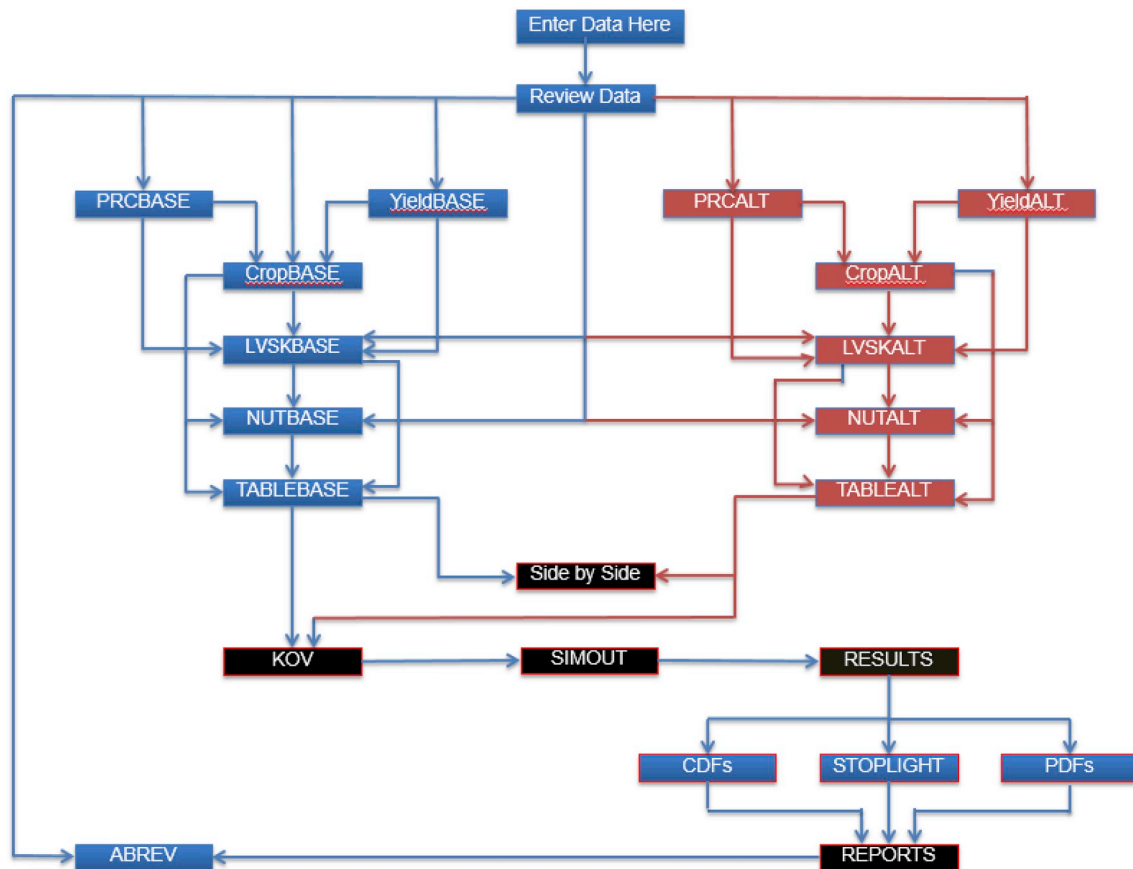 Enter Data Here
Review Data
PRCBASE
YieldBASE
PRCALT
YieldALT
CropBASE
CropALT
LVSKBASE
LVSKALT
NUTBASE
NUTALT
TABLEBASE
TABLEALT
Side by Side
KOV
SIMOUT
RESULTS
CDFs
STOPLIGHT
PDFs
ABREV
REPORTS